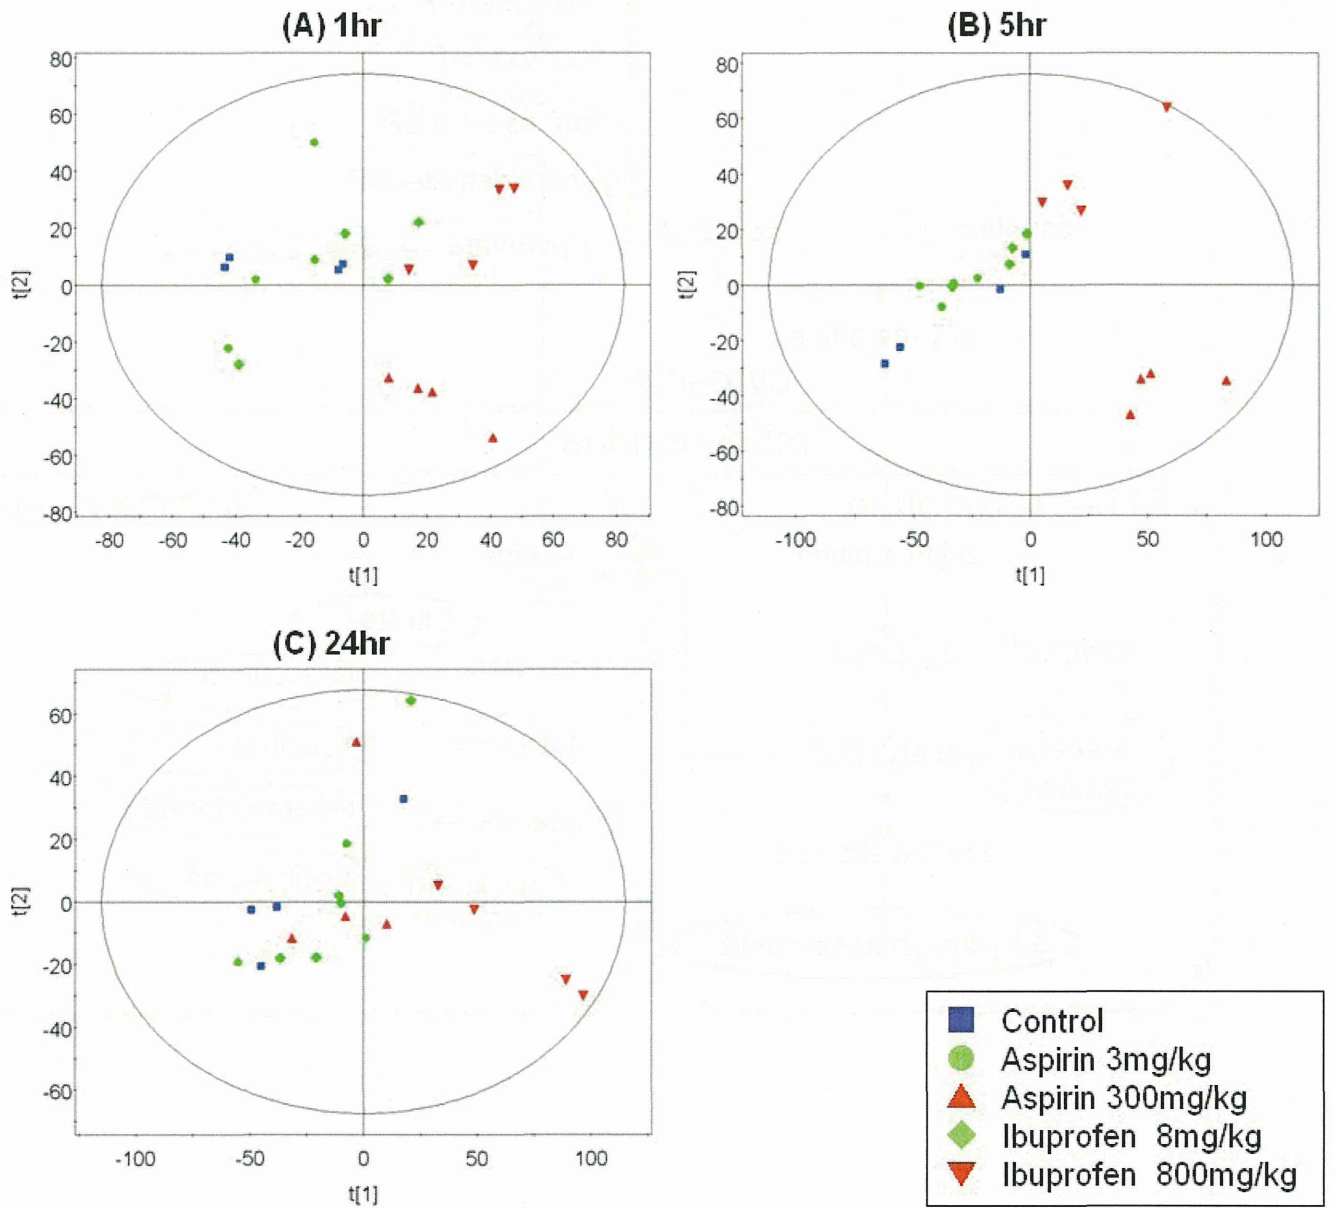 (A) 1hr
80
60
40
20
0
-20
-40
-60
-80
t[2]
-80 -60 -40 -20 0 20 40 60 80
t[1]
(B) 5hr
80
60
40
20
0
-20
-40
-60
-80
t[2]
-100 -50 0 50 100
t[1]
(C) 24hr
60
40
20
0
-20
-40
-60
t[2]
-100 -50 0 50 100
t[1]
Control
Aspirin 3mg/kg
Aspirin 300mg/kg
Ibuprofen 8mg/kg
Ibuprofen 800mg/kg